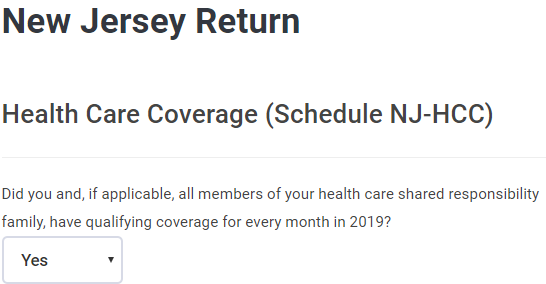 New Jersey Return
Health Care Coverage (Schedule NJ-HCC)
Did you and, if applicable, all members of your health care shared responsibility
family, have qualifying coverage for every month in 2019?
Yes